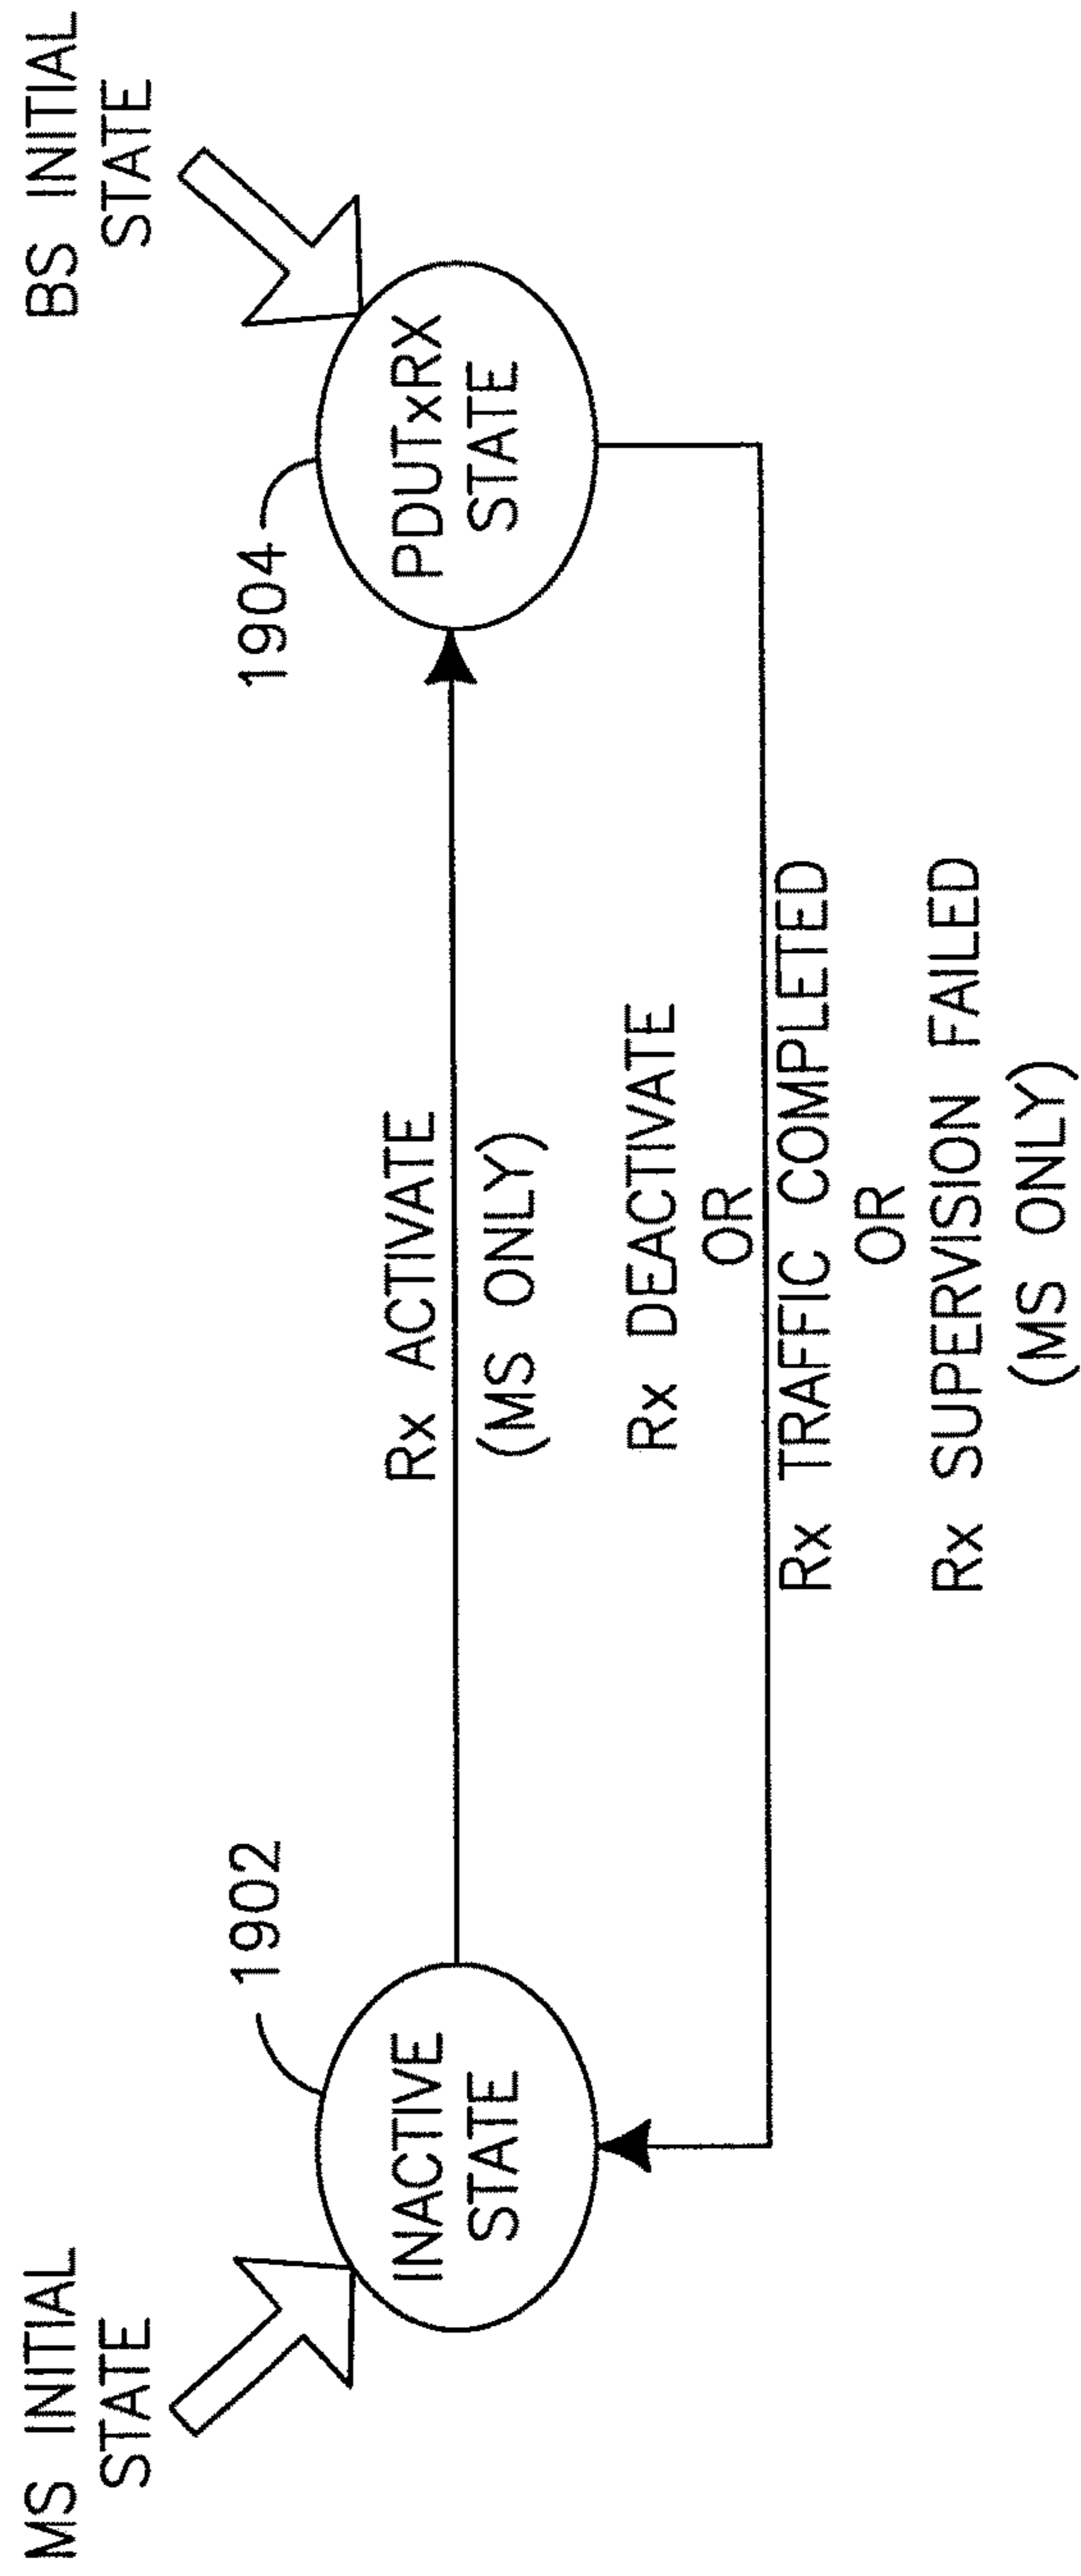 MS INITIAL
STATE
BS INITIAL
STATE
1902
1904
INACTIVE
STATE
PDUTxRX
STATE
Rx ACTIVATE
(MS ONLY)
Rx DEACTIVATE
OR
Rx TRAFFIC COMPLETED
OR
Rx SUPERVISION FAILED
(MS ONLY)